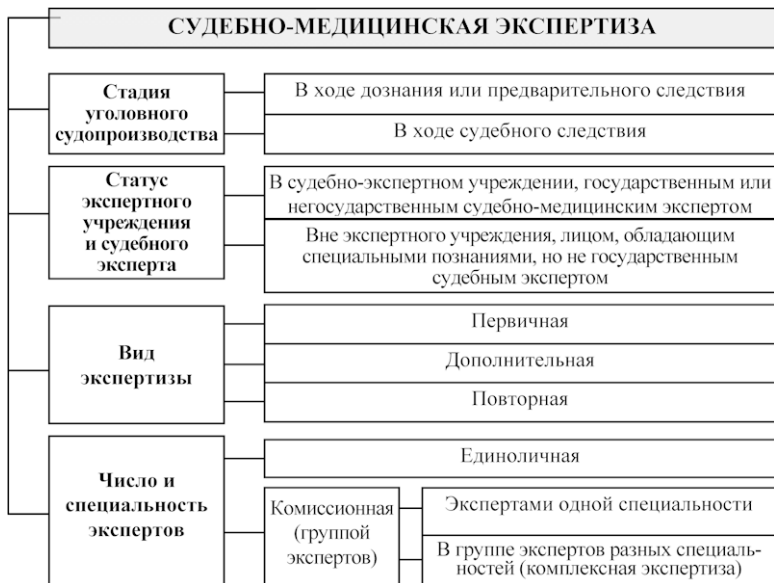 СУДЕБНО-МЕДИЦИНСКАЯ ЭКСПЕРТИЗА
Стадия
уголовного
судопроизводства
В ходе дознания или предварительного следствия
В ходе судебного следствия
Статус
экспертного
учреждения
и судебного
эксперта
В судебно-экспертном учреждении, государственным или
негосударственным судебно-медицинским экспертом
Вне экспертного учреждения, лицом, обладающим
специальными познаниями, но не государственным
судебным экспертом
Вид
экспертизы
Первичная
Дополнительная
Повторная
Число и
специальность
экспертов
Единоличная
Комиссионная
(группой
экспертов)
Экспертами одной специальности
В группе экспертов разных специаль-
ностей (комплексная экспертиза)